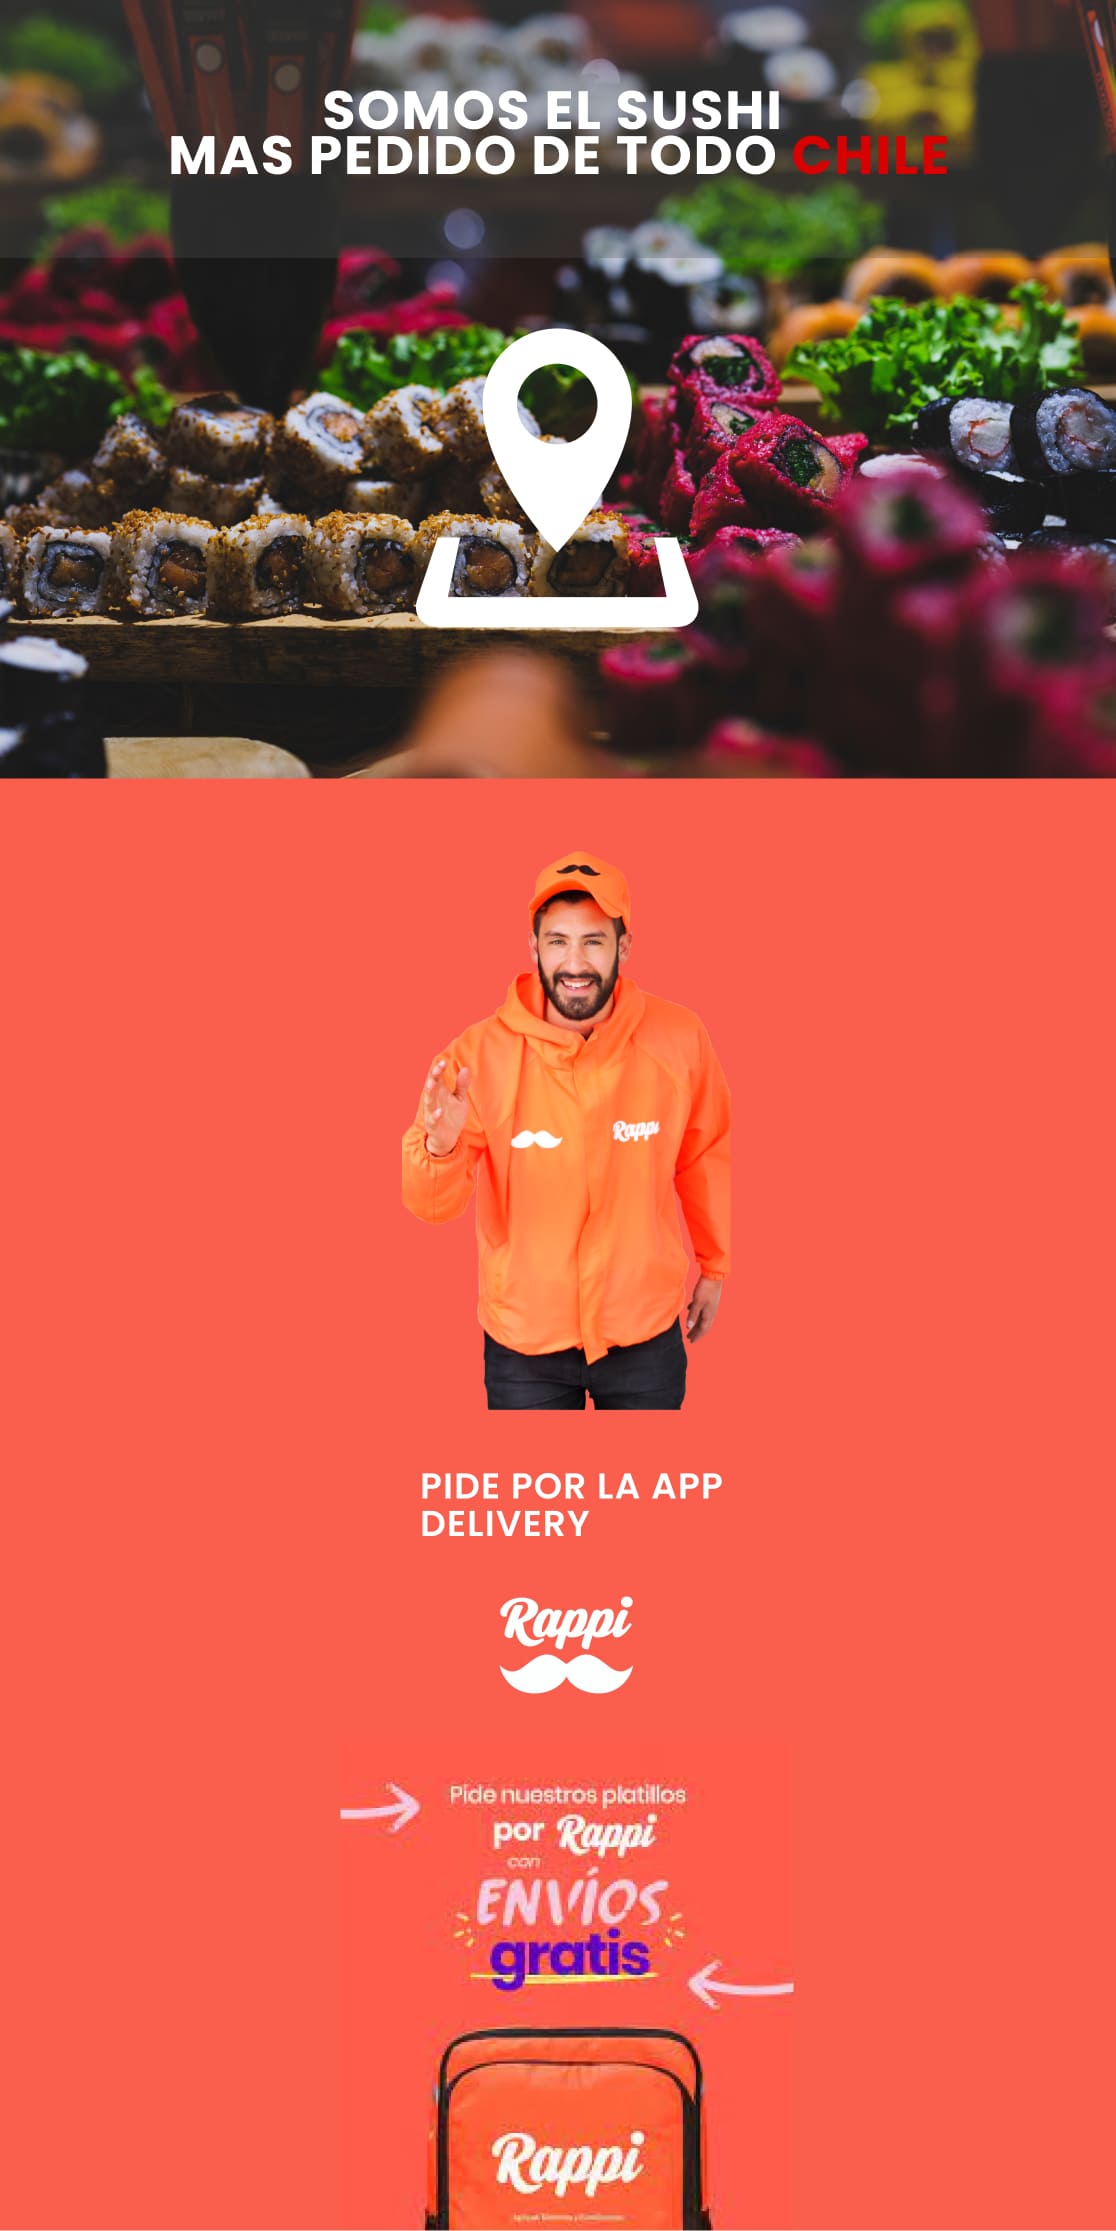 SOMOS EL SUSHI
MAS PEDIDO DE TODO CHILE
Rappi
PIDE POR LA APP
DELIVERY
Rappi
Pide nuestros platillos
por Rappi
con
ENVÍOS
gratis
Rappi